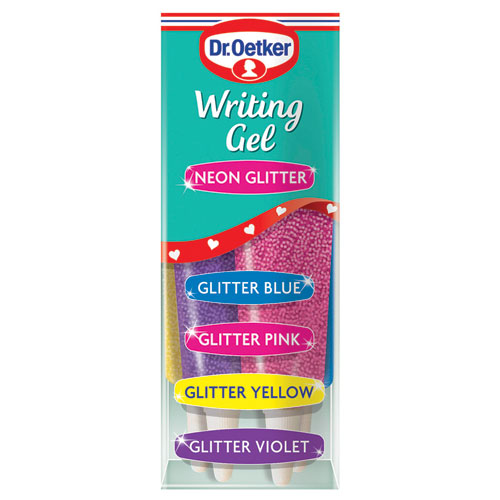 Dr.Oetker
Writing
Gel
NEON GLITTER
GLITTER BLUE
GLITTER PINK
GLITTER YELLOW
GLITTER VIOLET